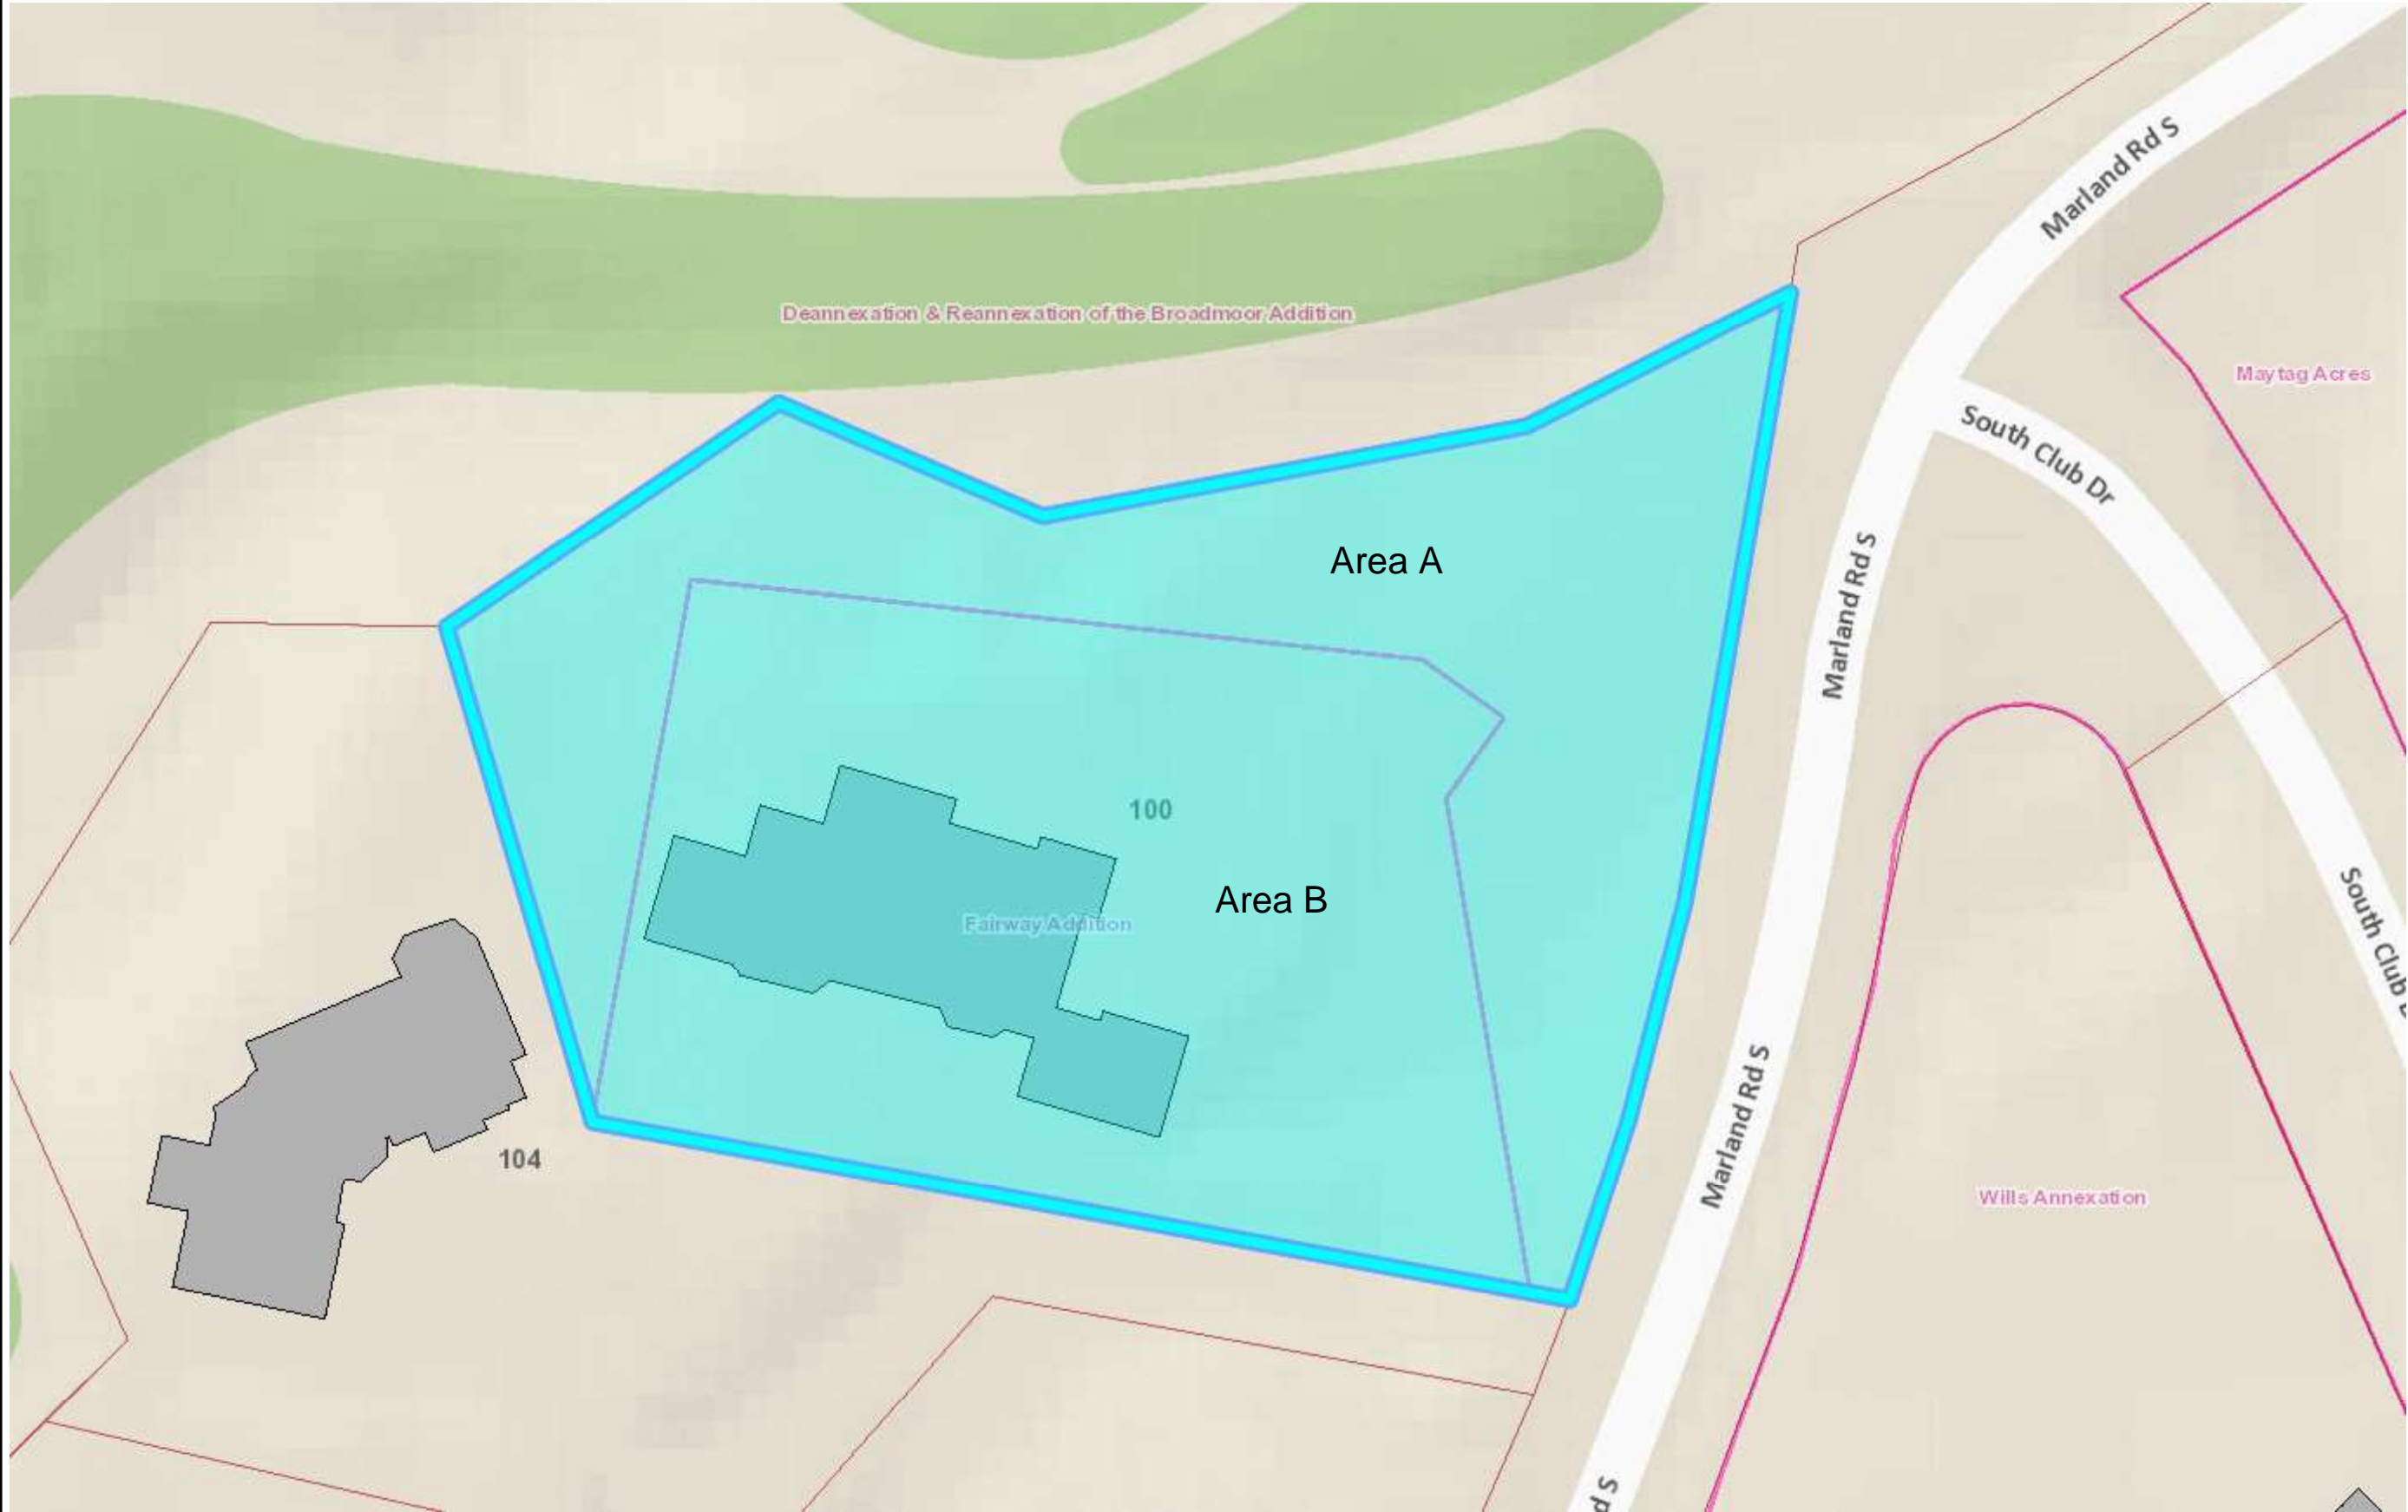 Marland Rd S
Deannexation & Reannexation of the Broadmoor Addition
Maytag Acres
South Club Dr
Area A
Marland Rd S
100
Area B
Fairway Addition
South Club
104
Marland Rd S
Wills Annexation
d S